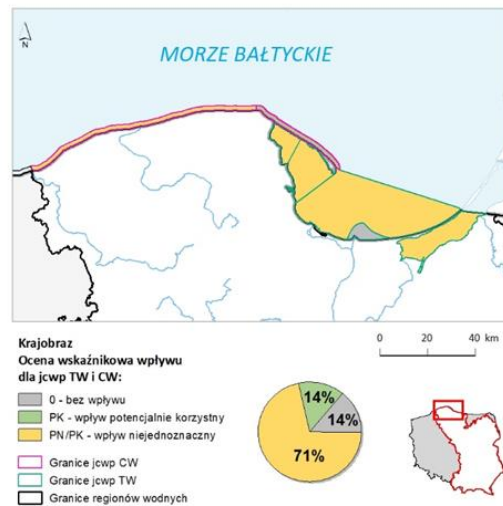 N
MORZE BAŁTYCKIE
Krajobraz
Ocena wskaźnikowa wpływu
dla jcwp TW i CW:
0 - bez wpływu
PK - wpływ potencjalnie korzystny
PN/PK - wpływ niejednoznaczny
Granice jcwp CW
Granice jcwp TW
Granice regionów wodnych
0 20 40 km
14%
14%
71%